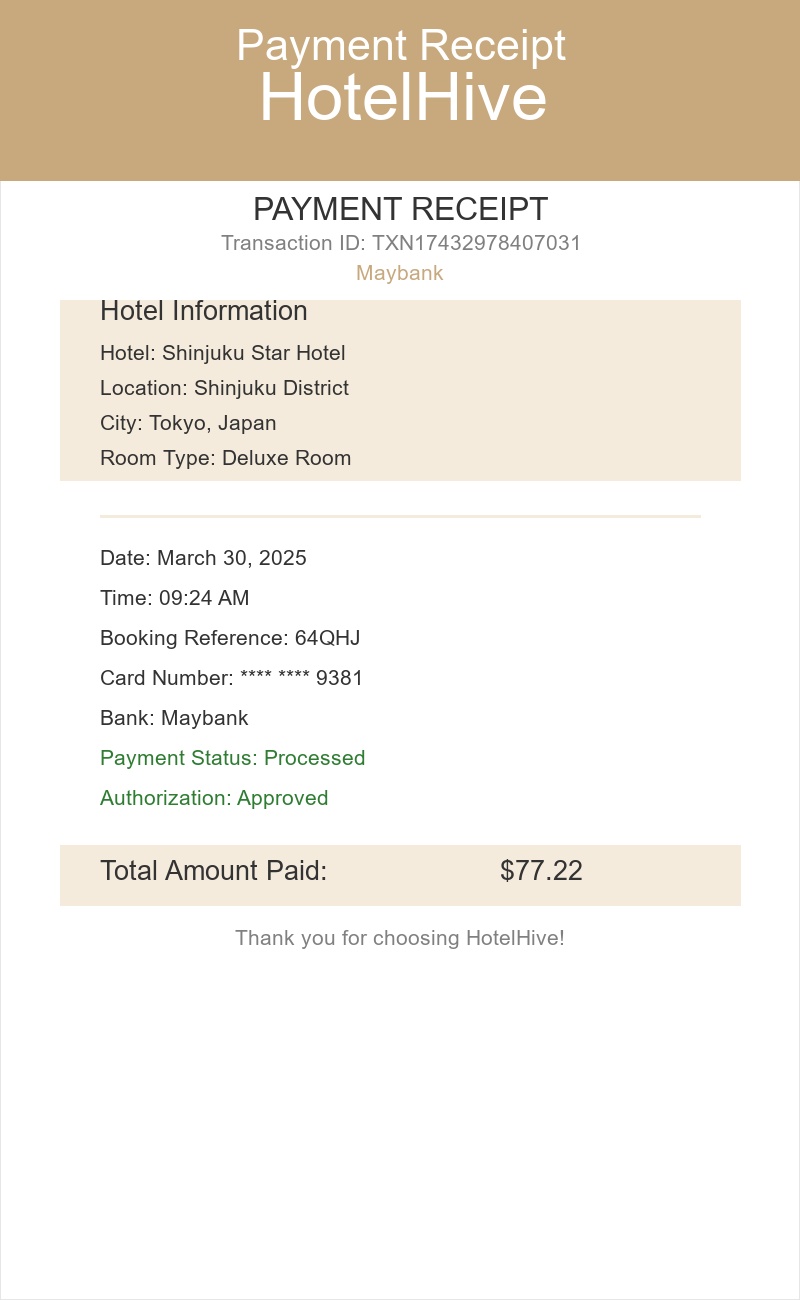 Payment Receipt
HotelHive
PAYMENT RECEIPT
Transaction ID: TXN17432978407031
Maybank
Hotel Information
Hotel: Shinjuku Star Hotel
Location: Shinjuku District
City: Tokyo, Japan
Room Type: Deluxe Room
Date: March 30, 2025
Time: 09:24 AM
Booking Reference: 64QHJ
Card Number: **** **** 9381
Bank: Maybank
Payment Status: Processed
Authorization: Approved
Total Amount Paid: $77.22
Thank you for choosing HotelHive!